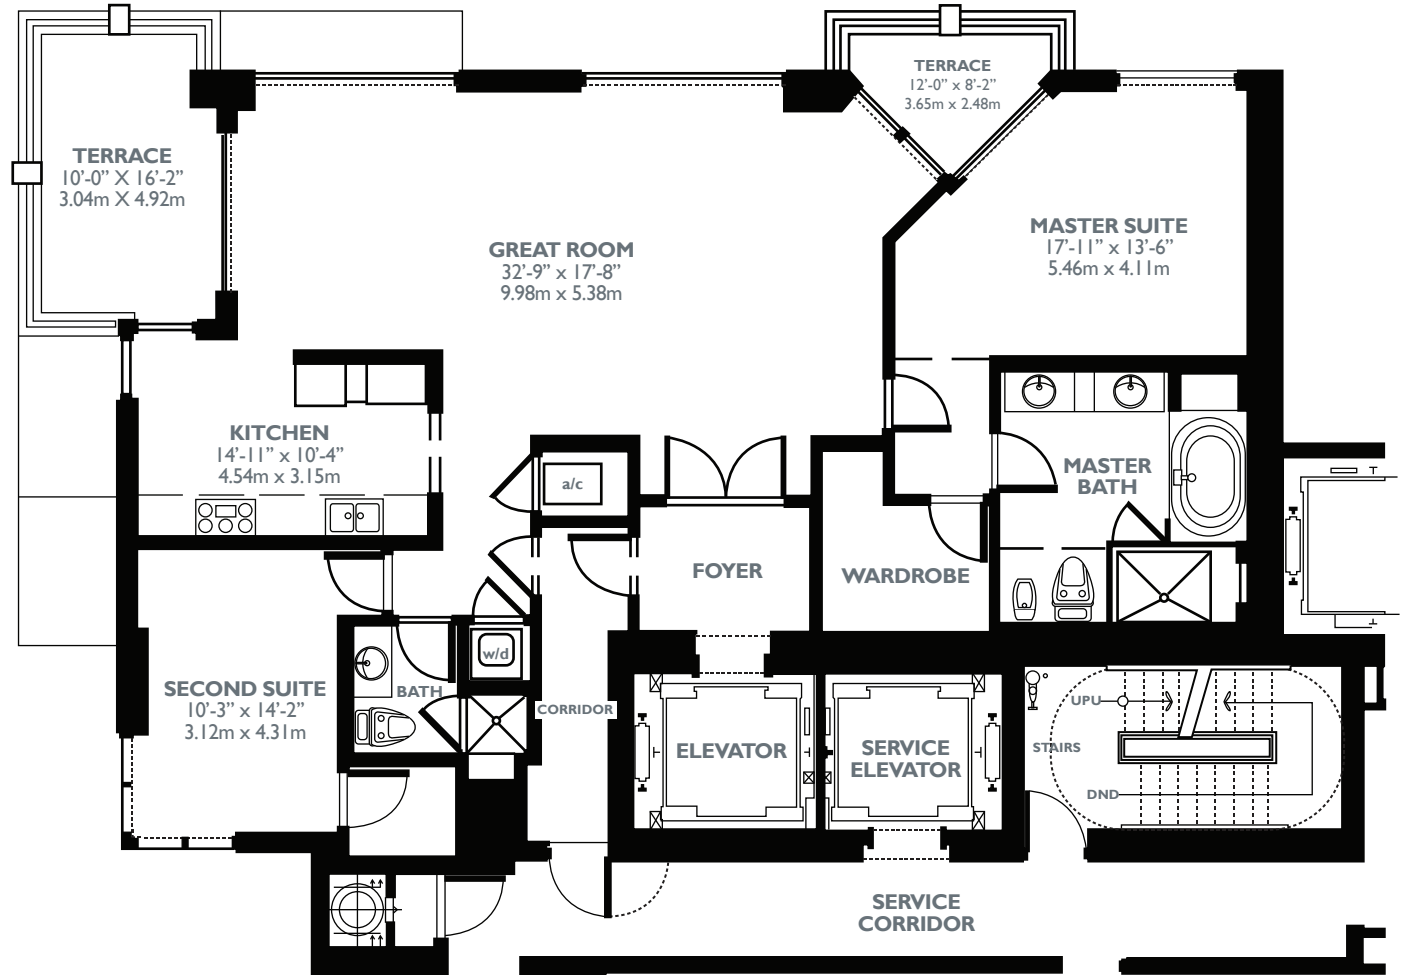 TERRACE
12'-0" x 8'-2"
3.65m x 2.48m
TERRACE
10'-0" X 16'-2"
3.04m X 4.92m
GREAT ROOM
32'-9" x 17'-8"
9.98m x 5.38m
MASTER SUITE
17'-11" x 13'-6"
5.46m x 4.11m
KITCHEN
14'-11" x 10'-4"
4.54m x 3.15m
a/c
MASTER
BATH
FOYER
WARDROBE
w/d
SECOND SUITE
10'-3" x 14'-2"
3.12m x 4.31m
BATH
CORRIDOR
ELEVATOR
SERVICE
ELEVATOR
UPU
STAIRS
DND
SERVICE
CORRIDOR